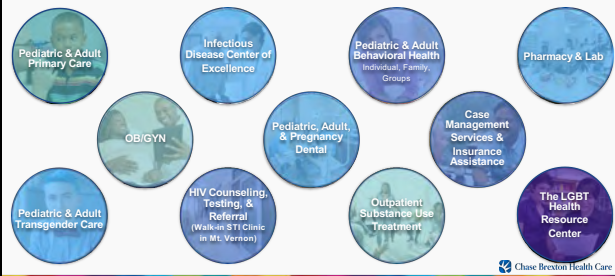 Pediatric & Adult
Primary Care
Infectious
Disease Center of
Excellence
Pediatric & Adult
Behavioral Health
Individual, Family,
Groups
Pharmacy & Lab
OB/GYN
Pediatric, Adult,
& Pregnancy
Dental
Case
Management
Services &
Insurance
Assistance
Pediatric & Adult
Transgender Care
HIV Counseling,
Testing, &
Referral
(Walk-in STI Clinic
in Mt. Vernon)
Outpatient
Substance Use
Treatment
The LGBT
Health
Resource
Center
Chase Brexton Health Care